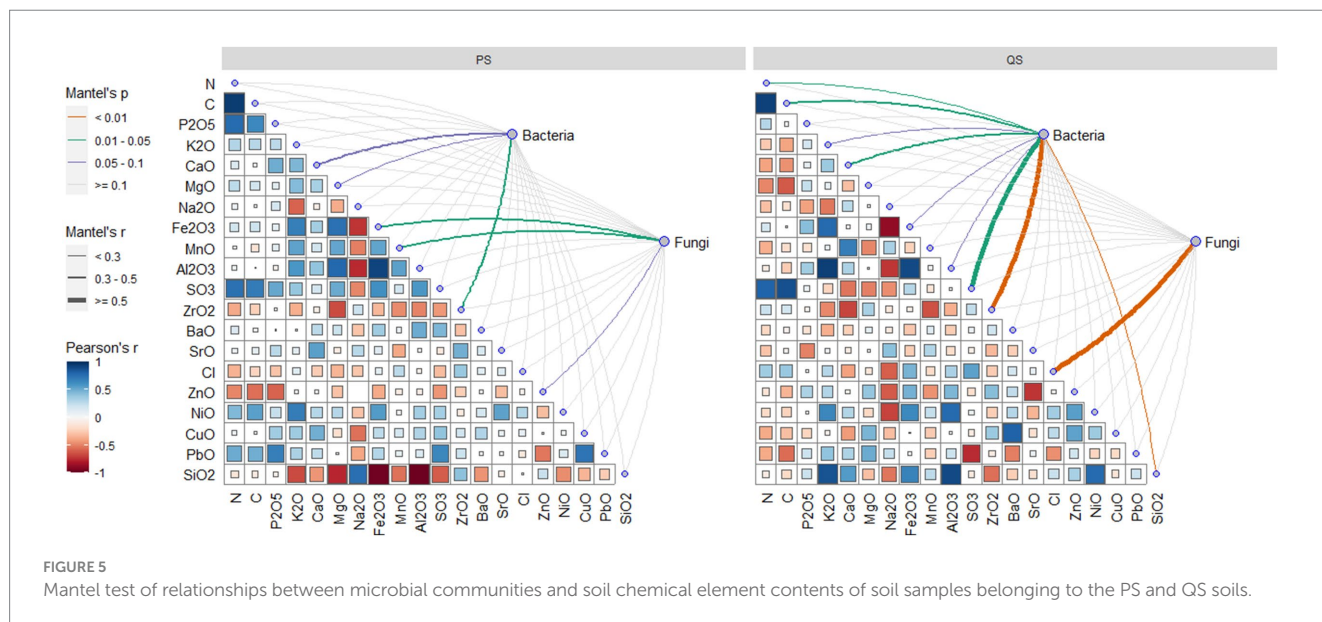 PS
QS
Mantel's p
< 0.01
0.01 - 0.05
0.05 - 0.1
>= 0.1
Mantel's r
< 0.3
0.3 - 0.5
>= 0.5
Pearson's r
1
0.5
0
-0.5
-1
N
C
P2O5
K2O
CaO
MgO
Na2O
Fe2O3
MnO
Al2O3
SO3
ZrO2
BaO
SrO
Cl
ZnO
NiO
CuO
PbO
SiO2
Bacteria
Fungi
N C P2O5 K2O CaO MgO Na2O Fe2O3 MnO Al2O3 SO3 ZrO2 BaO SrO Cl ZnO NiO CuO PbO SiO2
Bacteria
Fungi
N C P2O5 K2O CaO MgO Na2O Fe2O3 MnO Al2O3 SO3 ZrO2 BaO SrO Cl ZnO NiO CuO PbO SiO2
FIGURE 5
Mantel test of relationships between microbial communities and soil chemical element contents of soil samples belonging to the PS and QS soils.